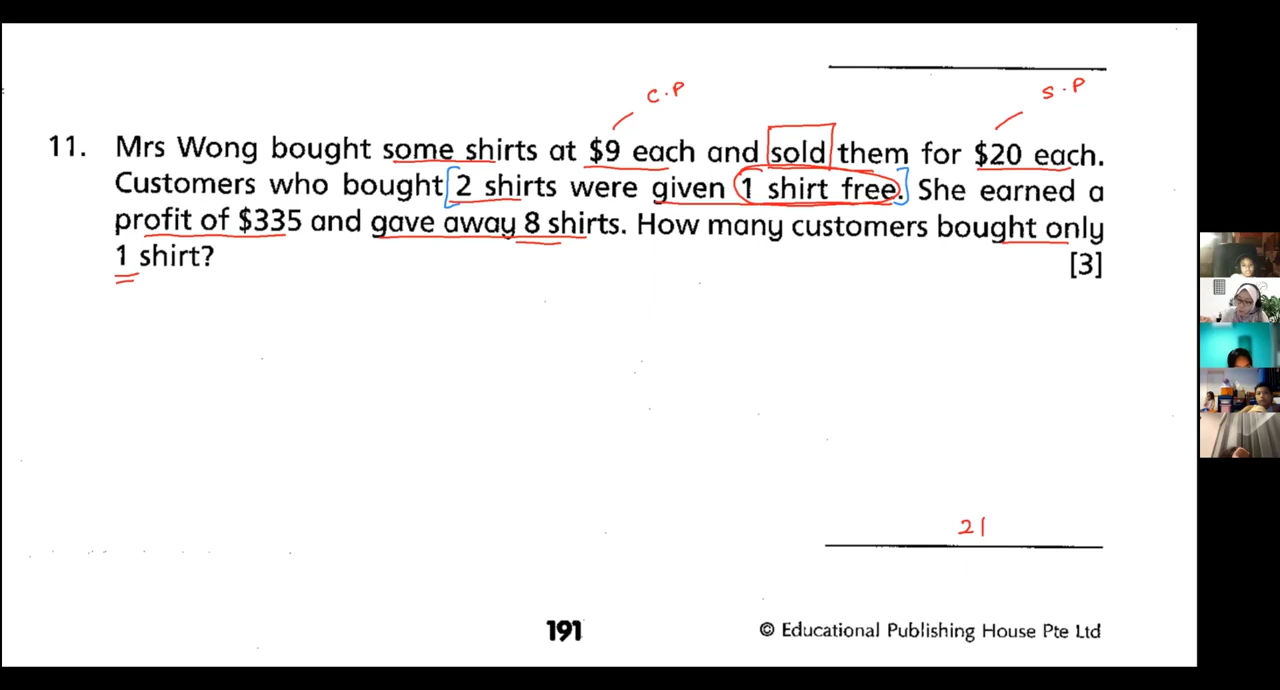 C.P
S.P
11. Mrs Wong bought some shirts at $9 each and sold them for $20 each.
Customers who bought 2 shirts were given 1 shirt free. She earned a
profit of $335 and gave away 8 shirts. How many customers bought only
1 shirt? [3]
21
191 © Educational Publishing House Pte Ltd